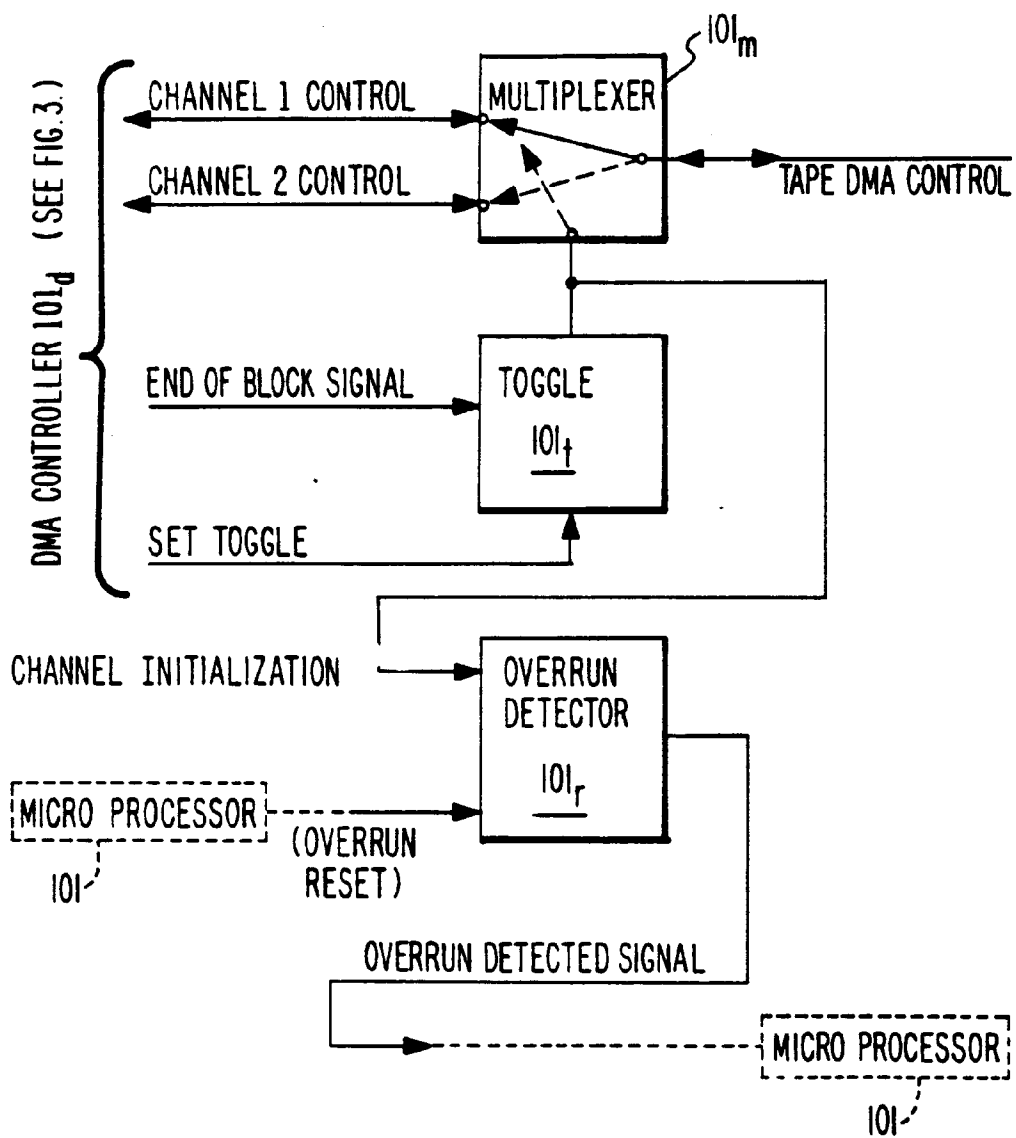 101m
CHANNEL 1 CONTROL
MULTIPLEXER
CHANNEL 2 CONTROL
TAPE DMA CONTROL
DMA CONTROLLER 101d (SEE FIG.3.)
END OF BLOCK SIGNAL
TOGGLE
101t
SET TOGGLE
CHANNEL INITIALIZATION
OVERRUN
DETECTOR
101r
MICRO PROCESSOR
101
(OVERRUN
RESET)
OVERRUN DETECTED SIGNAL
MICRO PROCESSOR
101